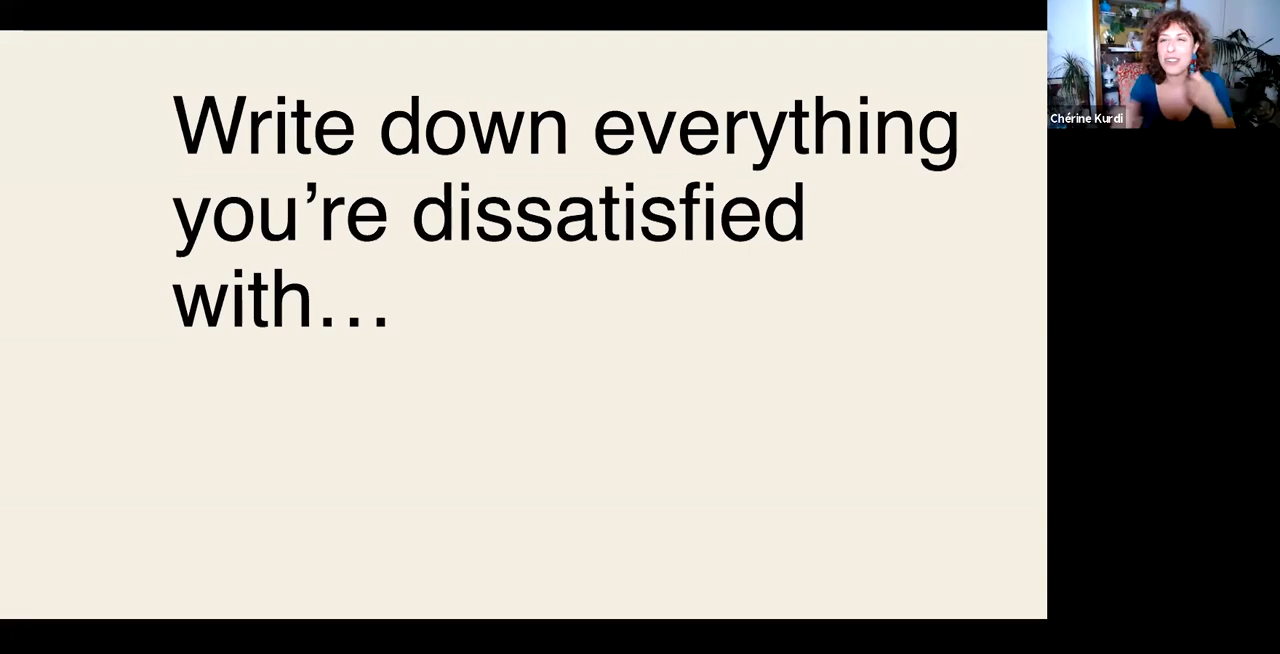 Write down everything
you’re dissatisfied
with…
Chérine Kurdi